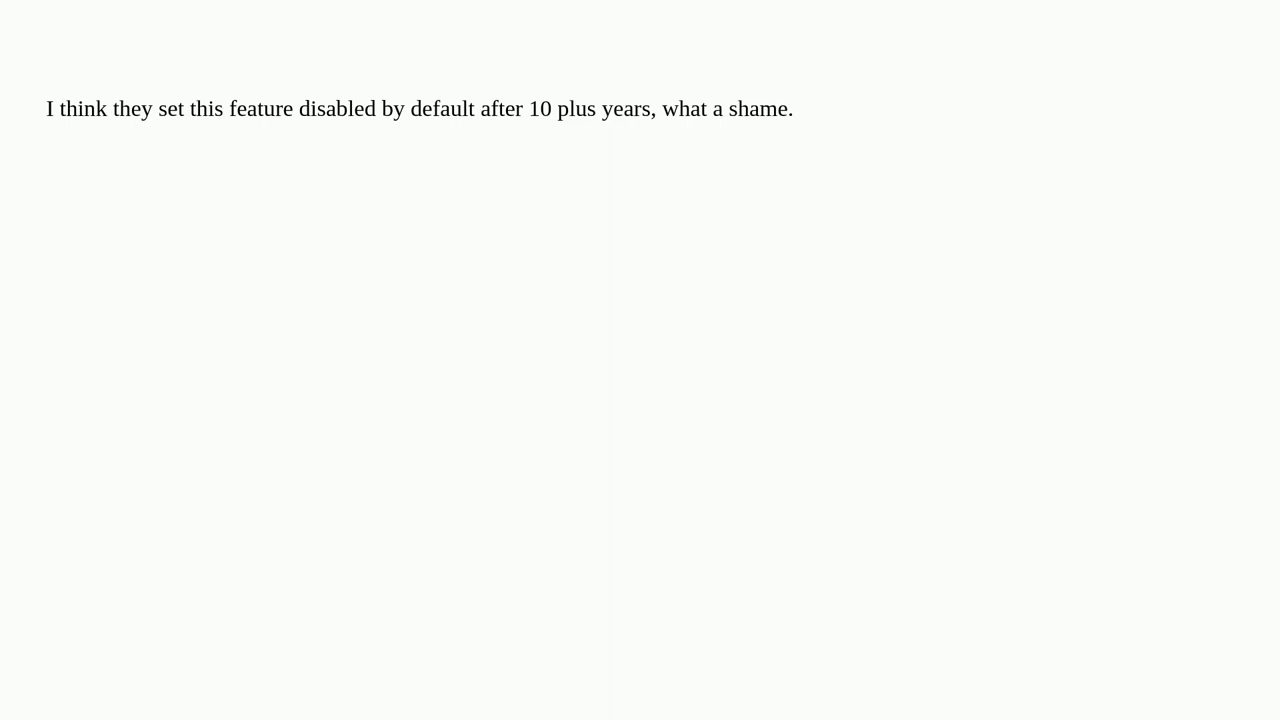 I think they set this feature disabled by default after 10 plus years, what a shame.